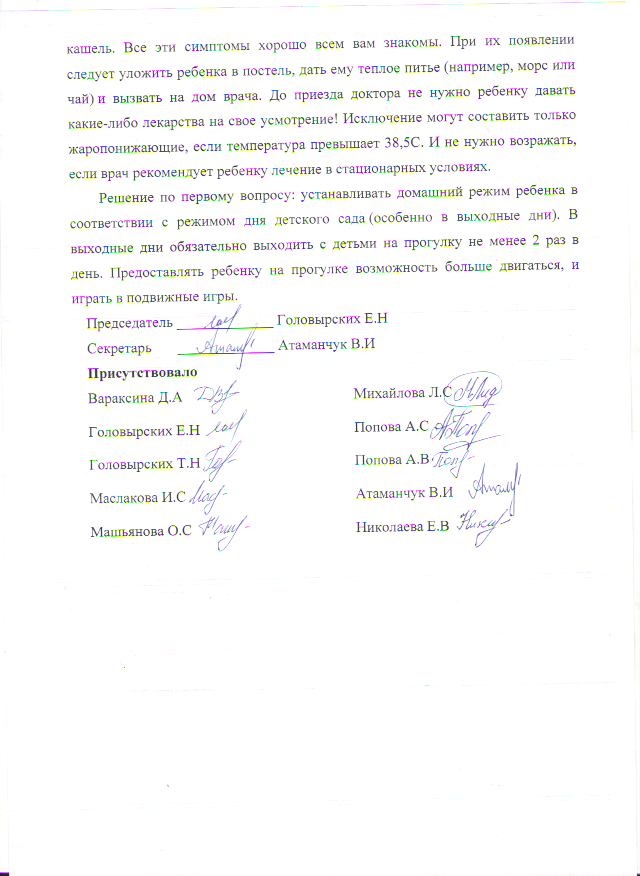 кашель. Все эти симптомы хорошо всем вам знакомы. При их появлении
следует уложить ребенка в постель, дать ему теплое питье (например, морс или
чай) и вызвать на дом врача. До приезда доктора не нужно ребенку давать
какие-либо лекарства на свое усмотрение! Исключение могут составить только
жаропонижающие, если температура превышает 38,5С. И не нужно возражать,
если врач рекомендует ребенку лечение в стационарных условиях.
Решение по первому вопросу: устанавливать домашний режим ребенка в
соответствии с режимом дня детского сада (особенно в выходные дни). В
выходные дни обязательно выходить с детьми на прогулку не менее 2 раз в
день. Предоставлять ребенку на прогулке возможность больше двигаться, и
играть в подвижные игры.
Председатель _____________ Головырских Е.Н
Секретарь _____________ Атаманчук В.И
Присутствовало
Вараксина Д.А Михайлова Л.С
Головырских Е.Н Попова А.С
Головырских Т.Н Попова А.В
Маслакова И.С Атаманчук В.И
Машьянова О.С Николаева Е.В